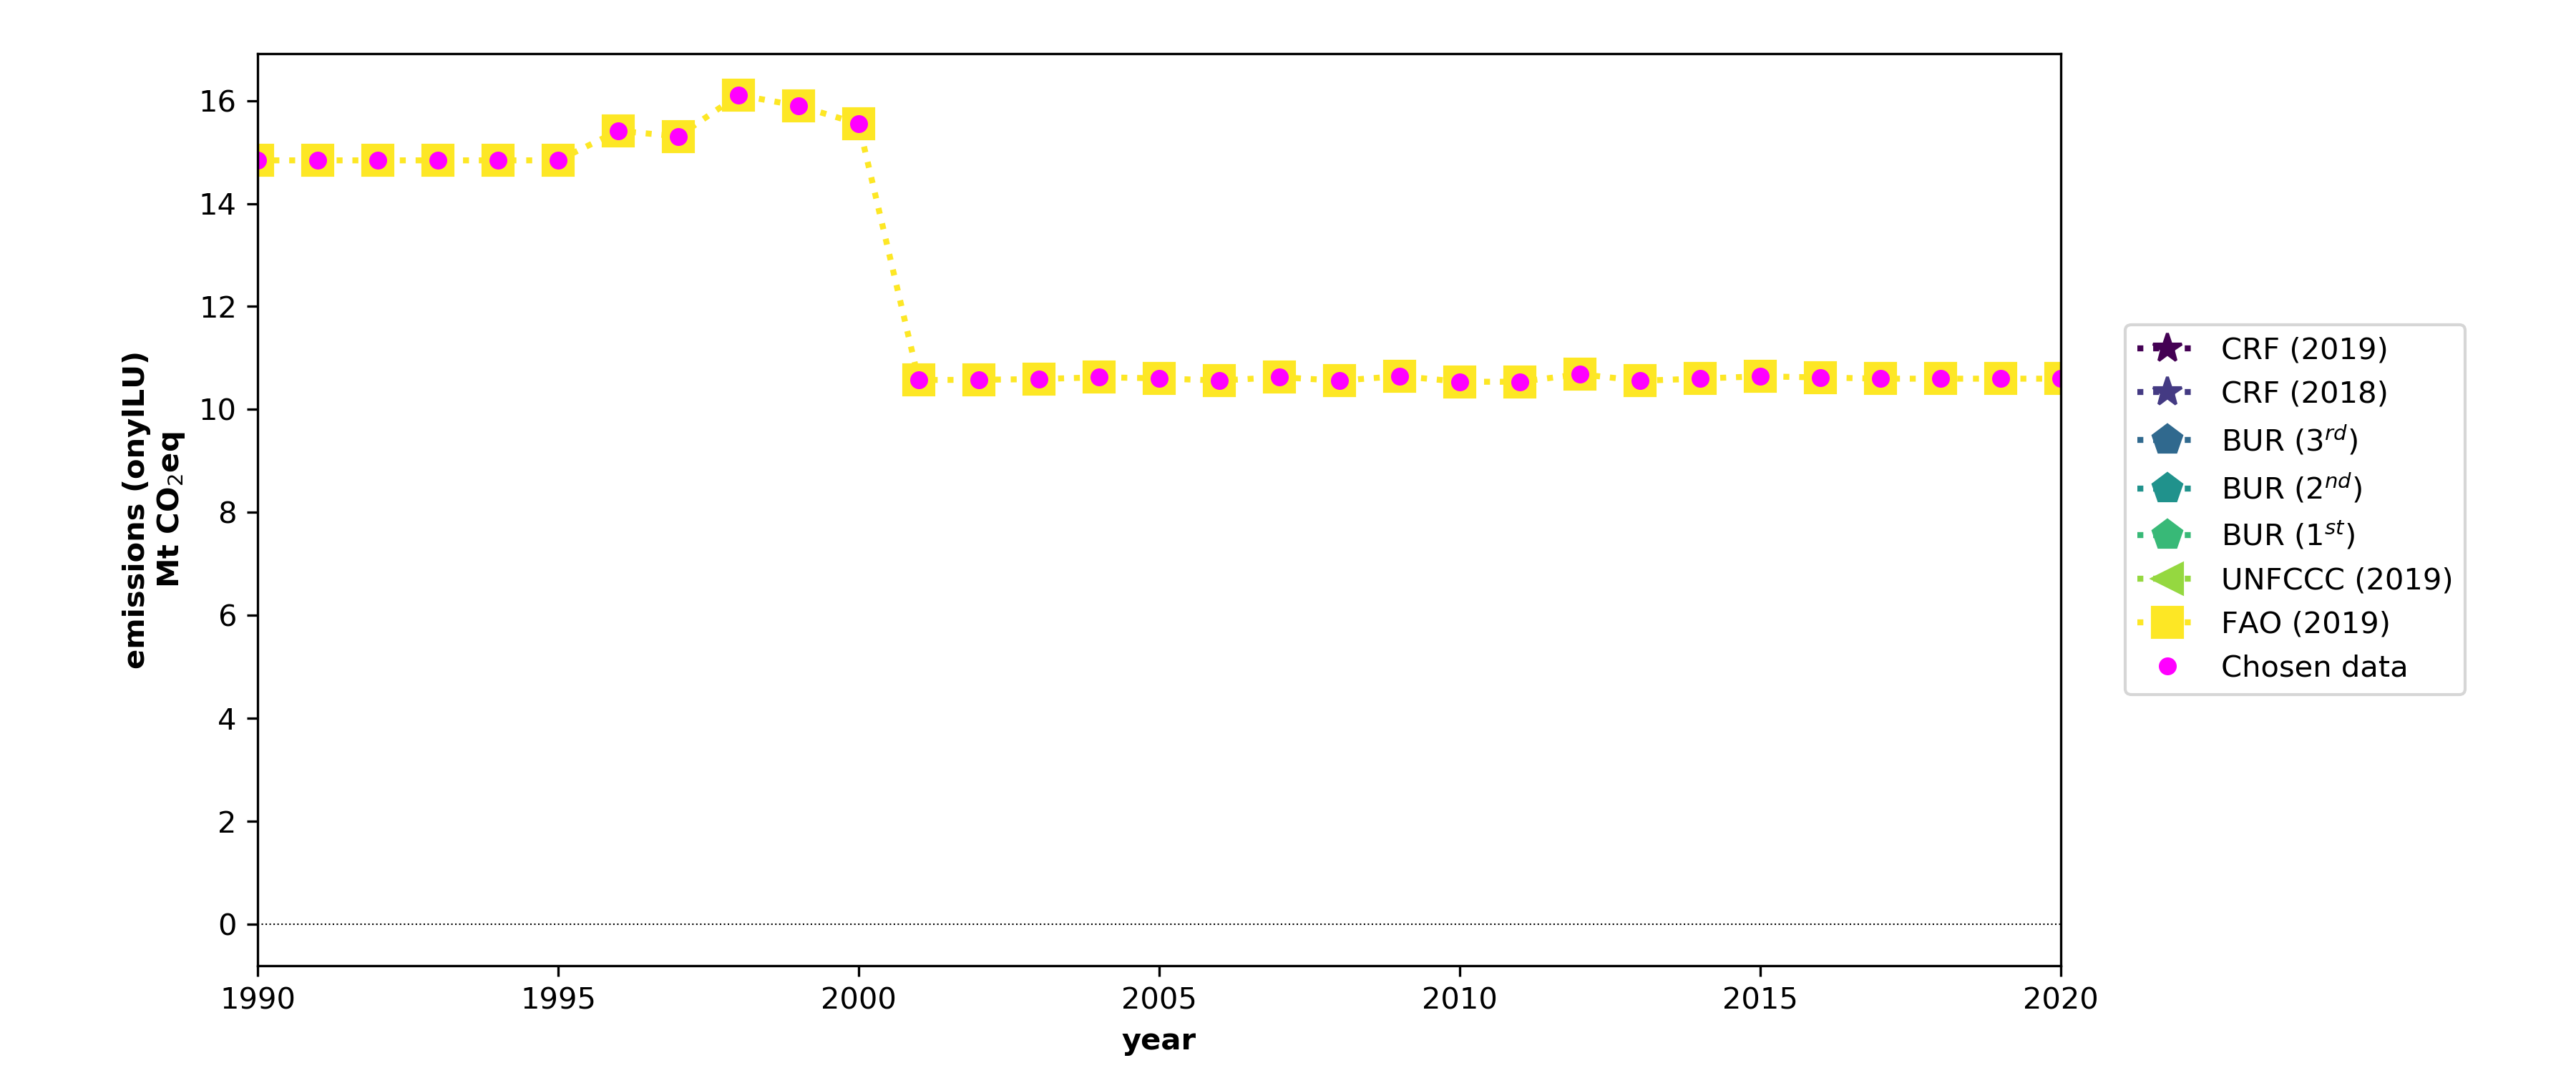 emissions (onylLU)
Mt CO₂eq
16
14
12
10
8
6
4
2
0
1990 1995 2000 2005 2010 2015 2020
year
CRF (2019)
CRF (2018)
BUR (3ʳᵈ)
BUR (2ⁿᵈ)
BUR (1ˢᵗ)
UNFCCC (2019)
FAO (2019)
Chosen data